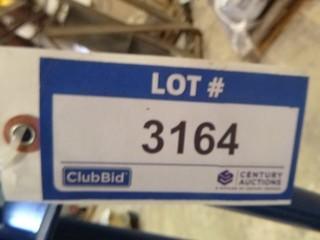 LOT #
3164
ClubBid
CENTURY
AUCTIONS